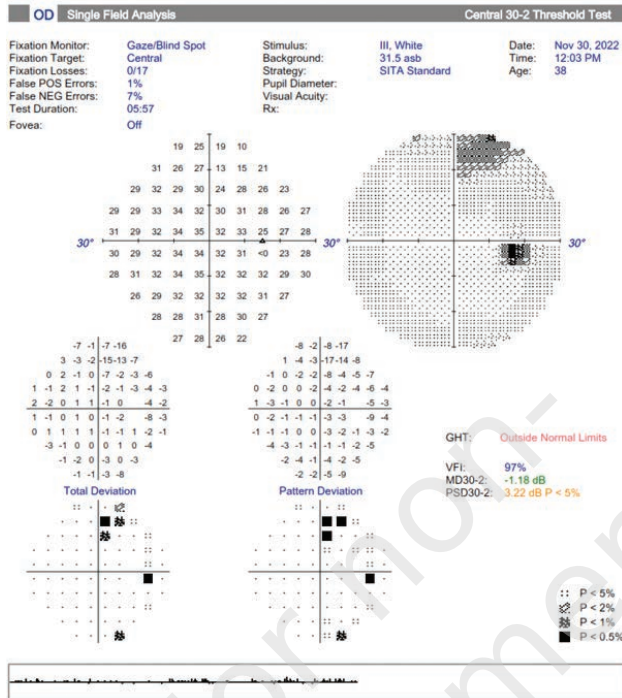 OD Single Field Analysis Central 30-2 Threshold Test
Fixation Monitor: Gaze/Blind Spot Stimulus: III, White Date: Nov 30, 2022
Fixation Target: Central Background: 31.5 asb Time: 12:03 PM
Fixation Losses: 0/17 Strategy: SITA Standard Age: 38
False POS Errors: 1% Pupil Diameter:
False NEG Errors: 7% Visual Acuity:
Test Duration: 05:57 Rx:
Fovea: Off
19 25 19 10
31 26 27 13 15 21
29 32 29 30 24 28 26 23
29 29 33 34 32 30 31 28 26 27
31 29 32 34 35 32 33 25 27 28
30° 30° 30°
30 29 32 34 34 32 31 <0 23 28
28 31 32 34 35 32 32 32 29 30
26 29 32 32 32 32 31 27
28 28 31 28 30 27
27 28 26 22
-7 -1 -7 -16 -8 -2 -8 -17
3 -3 -2 -15 -13 -7 1 -4 -3 -17 -14 -8
0 2 -1 0 -7 -2 -3 -6 -1 0 -2 -2 -8 -4 -5 -7
1 -1 2 1 -1 -2 -1 -3 -4 -3 0 -2 0 0 -2 -4 -2 -4 -6 -4
2 -2 0 1 1 -1 0 -4 -2 1 -3 -1 0 0 -2 -1 -5 -3
1 -1 0 1 0 -1 -2 -8 -3 0 -2 -1 -1 -1 -3 -3 -9 -4
0 1 1 1 1 -1 -1 -1 -3 -1 -1 -1 0 0 0 -2 -3 -2 -5 -3
-3 -1 0 0 0 1 0 -4 -4 -3 -1 -1 -1 -1 -2 -5
-1 -2 0 -3 0 -3 -2 -4 -1 -4 -2 -5
-1 -1 -3 -8 -2 -2 -5 -9
GHT: Outside Normal Limits
VFI: 97%
MD30-2: -1.18 dB
PSD30-2: 3.22 dB P < 5%
Total Deviation Pattern Deviation
P < 5%
P < 2%
P < 1%
P < 0.5%